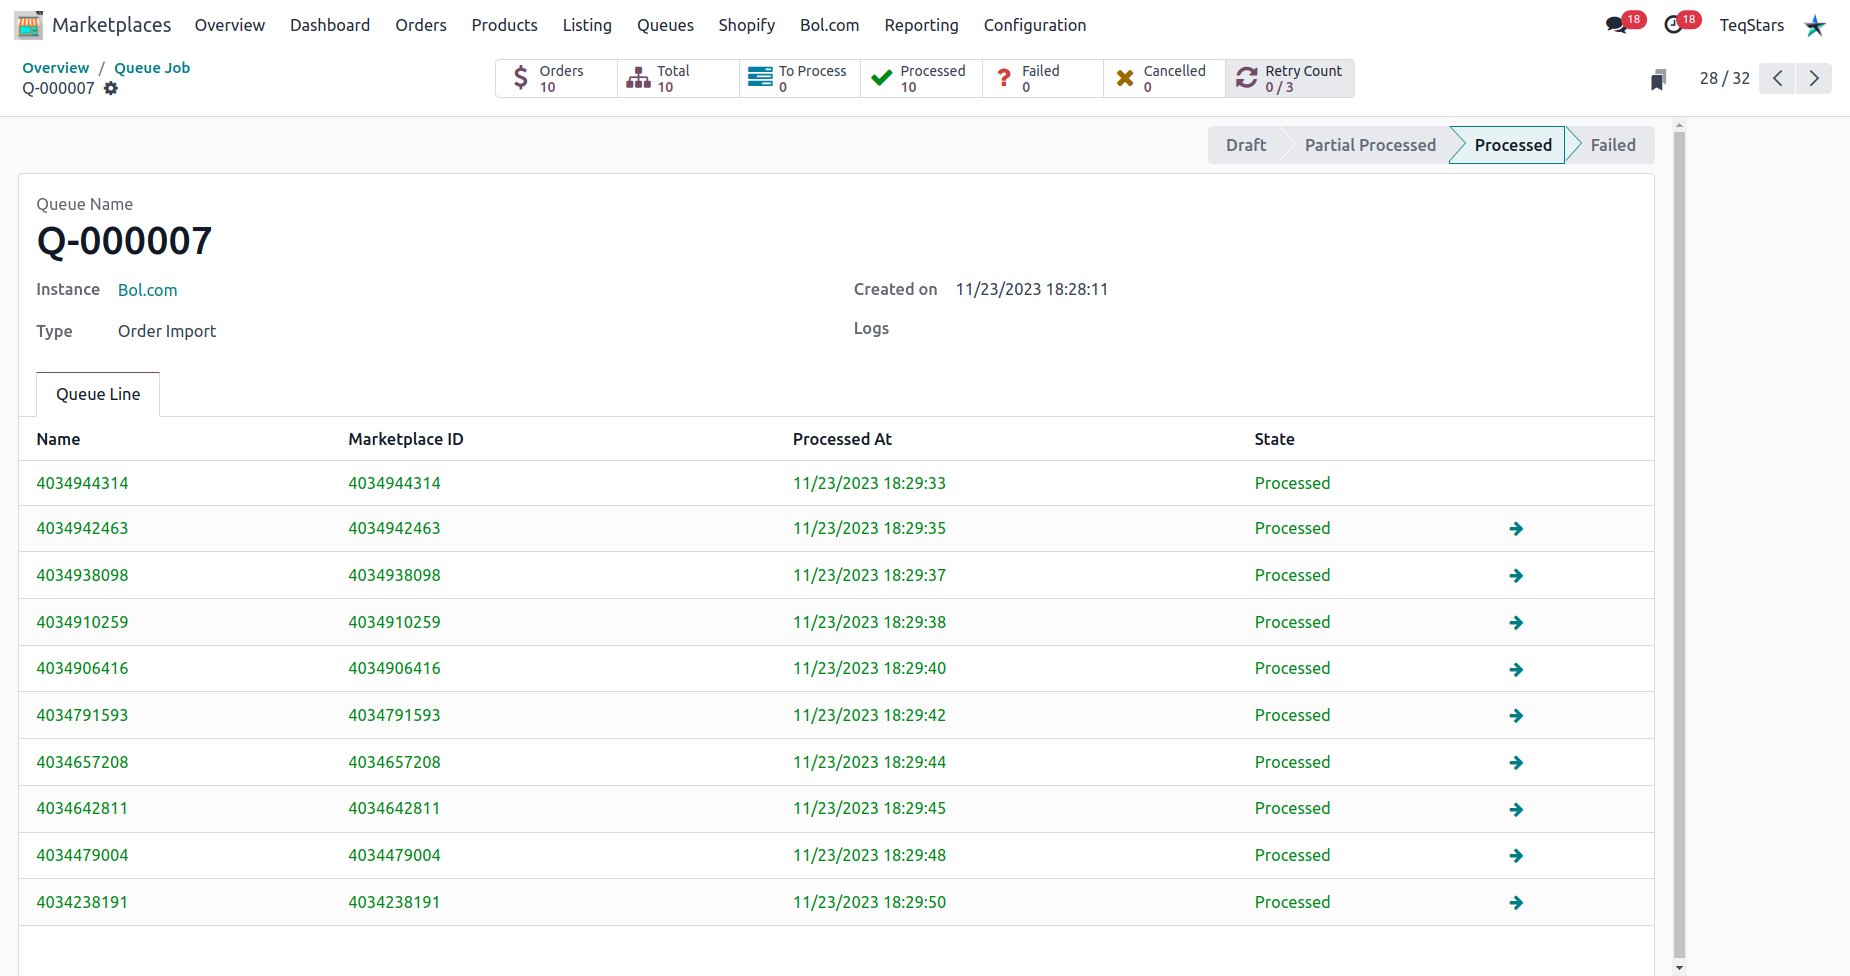 Marketplaces Overview Dashboard Orders Products Listing Queues Shopify Bol.com Reporting Configuration 18 18 TeqStars
Overview / Queue Job
Q-000007
Orders 10 Total 10 To Process 0 Processed 10 Failed 0 Cancelled 0 Retry Count 0 / 3
28 / 32
Draft Partial Processed Processed Failed
Queue Name
Q-000007
Instance Bol.com Created on 11/23/2023 18:28:11
Type Order Import Logs
Queue Line
Name Marketplace ID Processed At State
4034944314 4034944314 11/23/2023 18:29:33 Processed
4034942463 4034942463 11/23/2023 18:29:35 Processed
4034938098 4034938098 11/23/2023 18:29:37 Processed
4034910259 4034910259 11/23/2023 18:29:38 Processed
4034906416 4034906416 11/23/2023 18:29:40 Processed
4034791593 4034791593 11/23/2023 18:29:42 Processed
4034657208 4034657208 11/23/2023 18:29:44 Processed
4034642811 4034642811 11/23/2023 18:29:45 Processed
4034479004 4034479004 11/23/2023 18:29:48 Processed
4034238191 4034238191 11/23/2023 18:29:50 Processed